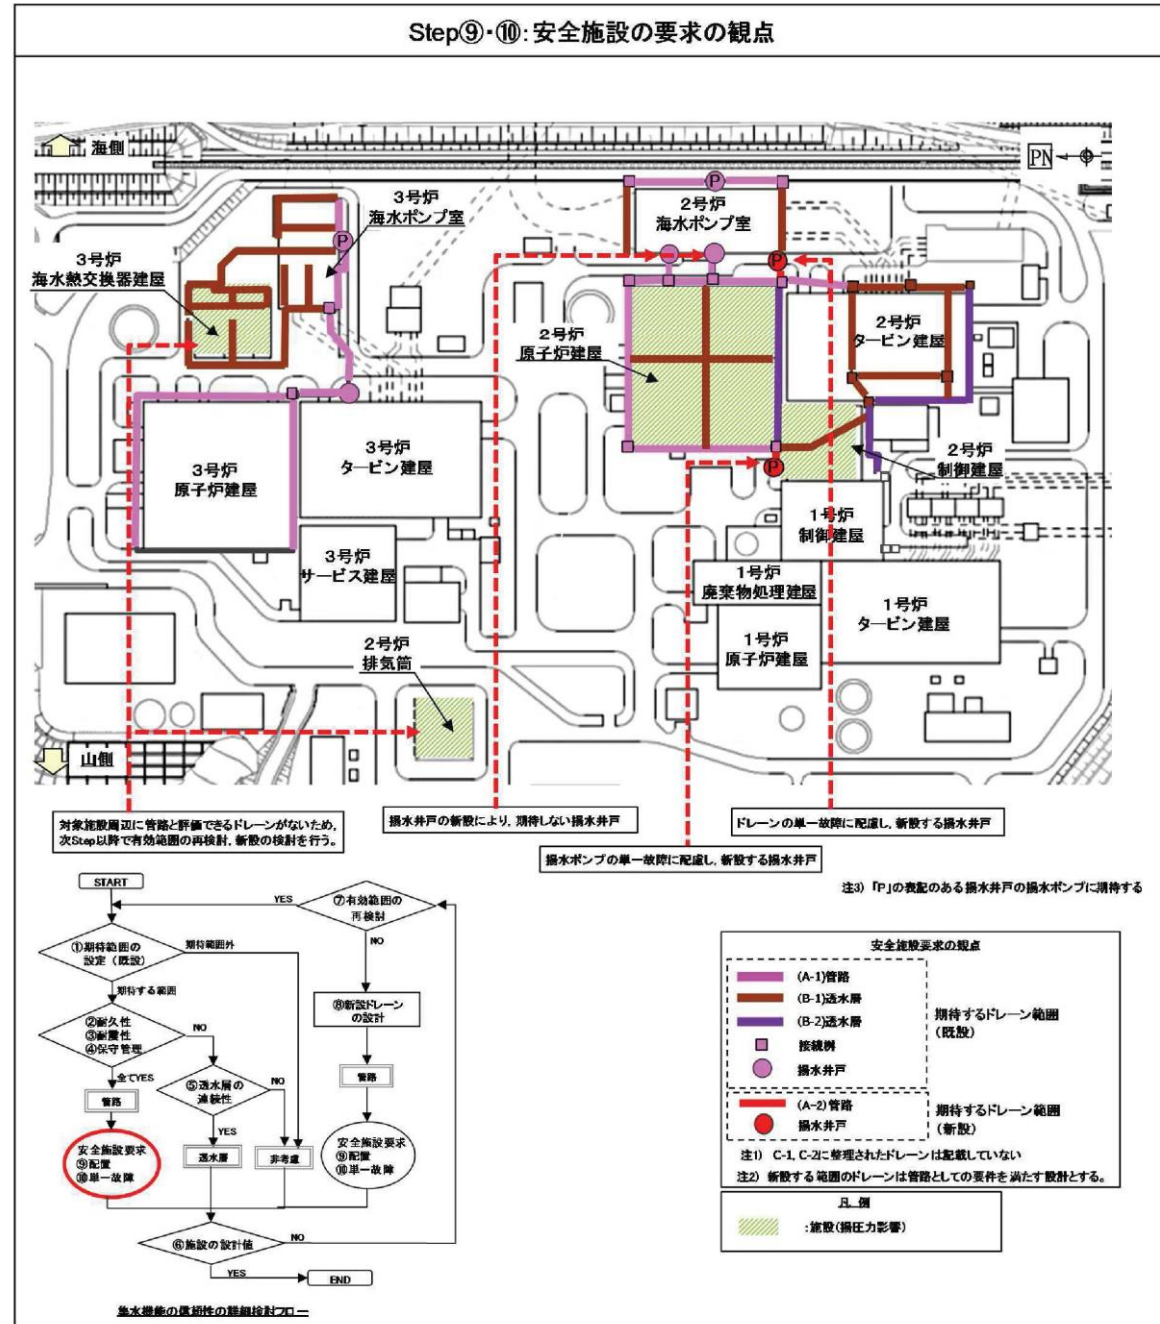 Step⑨・⑩:安全施設の要求の観点
海側
PN
3号炉
海水ポンプ室
3号炉
海水熱交換器建屋
P
P
2号炉
海水ポンプ室
P
2号炉
原子炉建屋
2号炉
タービン建屋
3号炉
原子炉建屋
3号炉
タービン建屋
P
2号炉
制御建屋
1号炉
制御建屋
3号炉
サービス建屋
1号炉
廃棄物処理建屋
1号炉
タービン建屋
1号炉
原子炉建屋
2号炉
排気筒
山側
対象施設周辺に管路と評価できるドレーンがないため,
次Step以降で有効範囲の再検討, 新設の検討を行う。
揚水井戸の新設により, 期待しない揚水井戸
ドレーンの単一故障に配慮し, 新設する揚水井戸
揚水ポンプの単一故障に配慮し, 新設する揚水井戸
注3) 「P」の表記のある揚水井戸の揚水ポンプに期待する
START
YES
⑦有効範囲の
再検討
NO
①期待範囲の
設定(既設)
期待範囲外
期待する範囲
②耐久性
③耐震性
④保守管理
NO
全てYES
管路
⑤透水層の
連続性
NO
YES
透水層
非考慮
⑧新設ドレーン
の設計
管路
安全施設要求
⑨配置
⑩単一故障
安全施設要求
⑨配置
⑩単一故障
⑥施設の設計値
NO
YES
END
集水機能の信頼性の詳細検討フロー
安全施設要求の観点
(A-1)管路
(B-1)透水層
(B-2)透水層
接続桝
揚水井戸
期待するドレーン範囲
(既設)
(A-2)管路
揚水井戸
期待するドレーン範囲
(新設)
注1) C-1, C-2に整理されたドレーンは記載していない
注2) 新設する範囲のドレーンは管路としての要件を満たす設計とする。
凡 例
:施設(揚圧力影響)